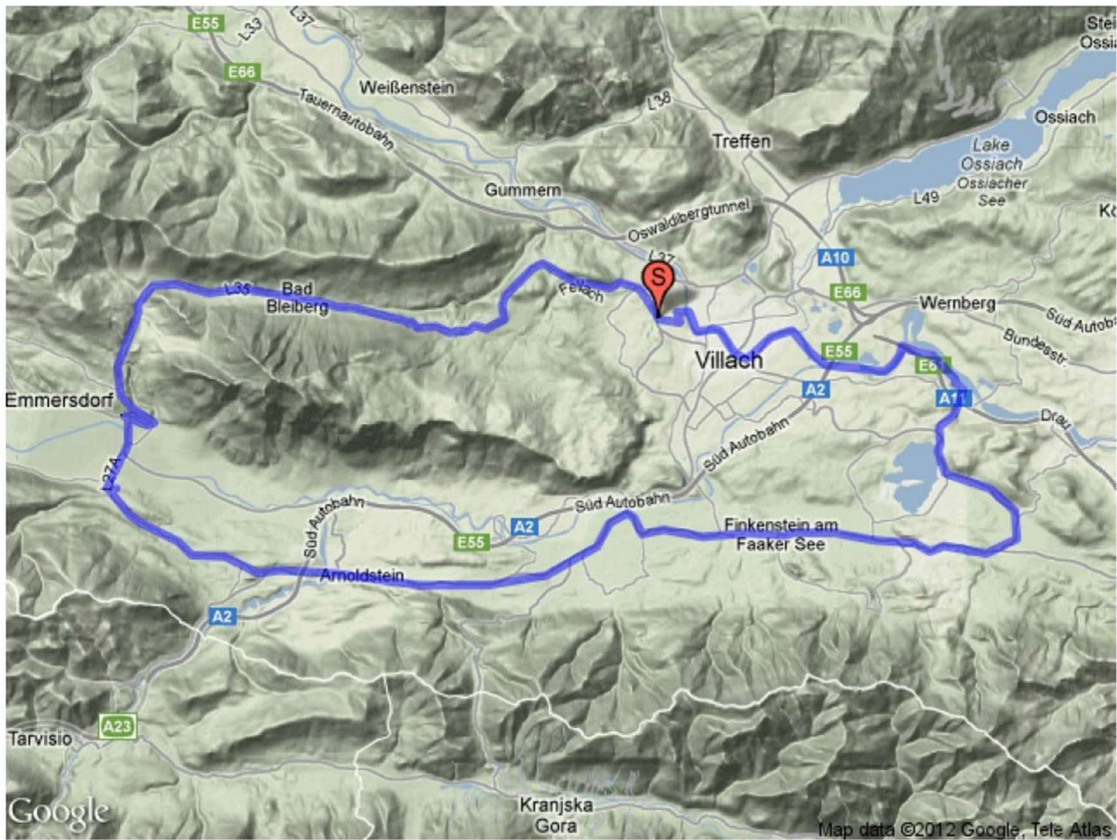 E55
L33
L37
Stei
Ossia
E66
Weißenstein
Tauernautobahn
L38
Treffen
Ossiach
Lake
Ossiach
Ossiacher
See
Gummern
Oswaldibergtunnel
L49
L37
A10
S
Fellach
L35
Bad
Bleiberg
E66
Wernberg
Süd Autob
Bundesstr.
Villach
E55
E61
A2
A11
Drau
Emmersdorf
Süd Autobahn
L27A
Süd Autobahn
Süd Autobahn
A2
E55
Finkenstein am
Faaker See
Arnoldstein
A2
A23
Tarvisio
Kranjska
Gora
Google
Map data ©2012 Google, Tele Atlas